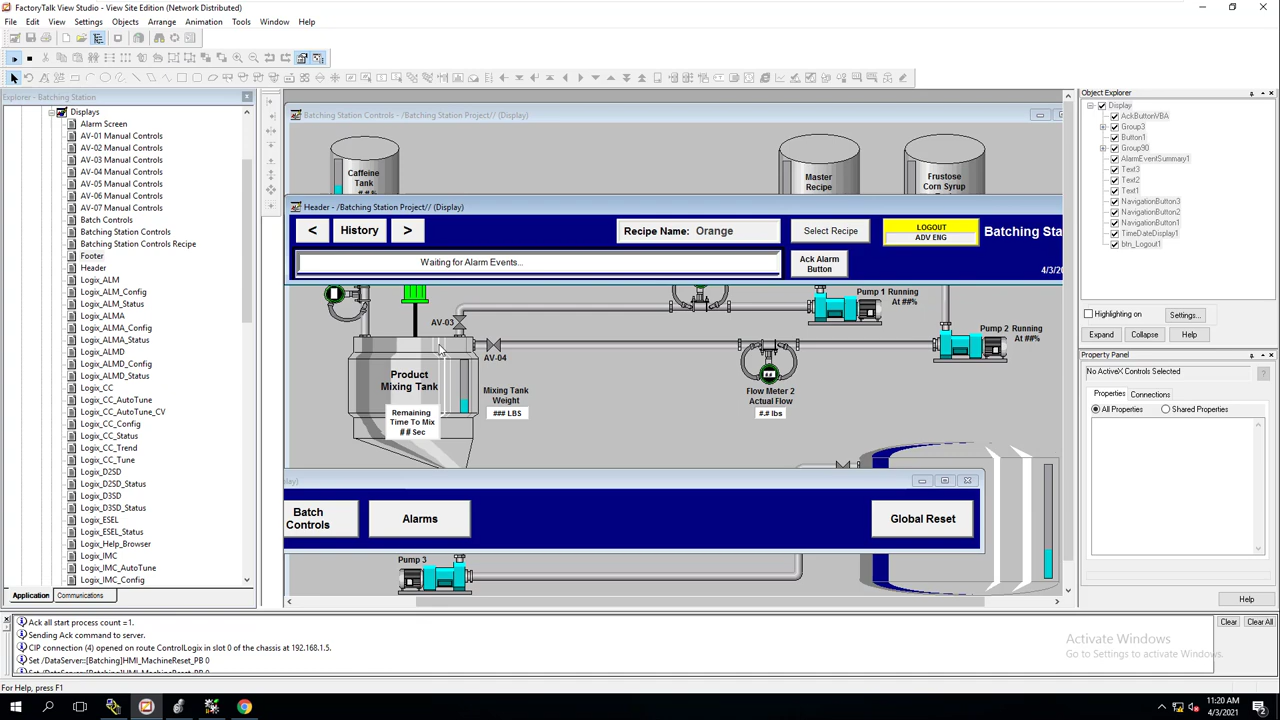 FactoryTalk View Studio - View Site Edition (Network Distributed)
File Edit View Settings Objects Arrange Animation Tools Window Help
Explorer - Batching Station
Displays
Alarm Screen
AV-01 Manual Controls
AV-02 Manual Controls
AV-03 Manual Controls
AV-04 Manual Controls
AV-05 Manual Controls
AV-06 Manual Controls
AV-07 Manual Controls
Batch Controls
Batching Station Controls
Batching Station Controls Recipe
Footer
Header
Logix_ALM
Logix_ALM_Config
Logix_ALM_Status
Logix_ALMA
Logix_ALMA_Config
Logix_ALMA_Status
Logix_ALMD
Logix_ALMD_Config
Logix_ALMD_Status
Logix_CC
Logix_CC_AutoTune
Logix_CC_AutoTune_CV
Logix_CC_Config
Logix_CC_Status
Logix_CC_Trend
Logix_CC_Tune
Logix_D2SD
Logix_D2SD_Status
Logix_D3SD
Logix_D3SD_Status
Logix_ESEL
Logix_ESEL_Status
Logix_Help_Browser
Logix_IMC
Logix_IMC_AutoTune
Logix_IMC_Config
Application Communications
Batching Station Controls - /Batching Station Project// (Display)
Caffeine
Tank
Master
Recipe
Frustose
Corn Syrup
Header - /Batching Station Project// (Display)
< History >
Recipe Name: Orange
Select Recipe
LOGOUT
ADV ENG
Batching Sta
Waiting for Alarm Events...
Ack Alarm
Button
4/3/20
Pump 1 Running
At ##%
AV-03
AV-04
Pump 2 Running
At ##%
Product
Mixing Tank
Remaining
Time To Mix
## Sec
Mixing Tank
Weight
### LBS
##
Flow Meter 2
Actual Flow
#.# lbs
lay)
Batch
Controls
Alarms
Global Reset
Pump 3
Object Explorer
Display
AckButtonVBA
Group3
Button1
Group90
AlarmEventSummary1
Text3
Text2
Text1
NavigationButton3
NavigationButton2
NavigationButton1
TimeDateDisplay1
btn_Logout1
Highlighting on Settings...
Expand Collapse Help
Property Panel
No ActiveX Controls Selected
Properties Connections
All Properties Shared Properties
Help
Ack all start process count =1.
Sending Ack command to server.
CIP connection (4) opened on route ControlLogix in slot 0 of the chassis at 192.168.1.5.
Set /DataServer::[Batching]HMI_MachineReset_PB 0
Clear Clear All
Activate Windows
Go to Settings to activate Windows.
For Help, press F1
11:20 AM
4/3/2021
2